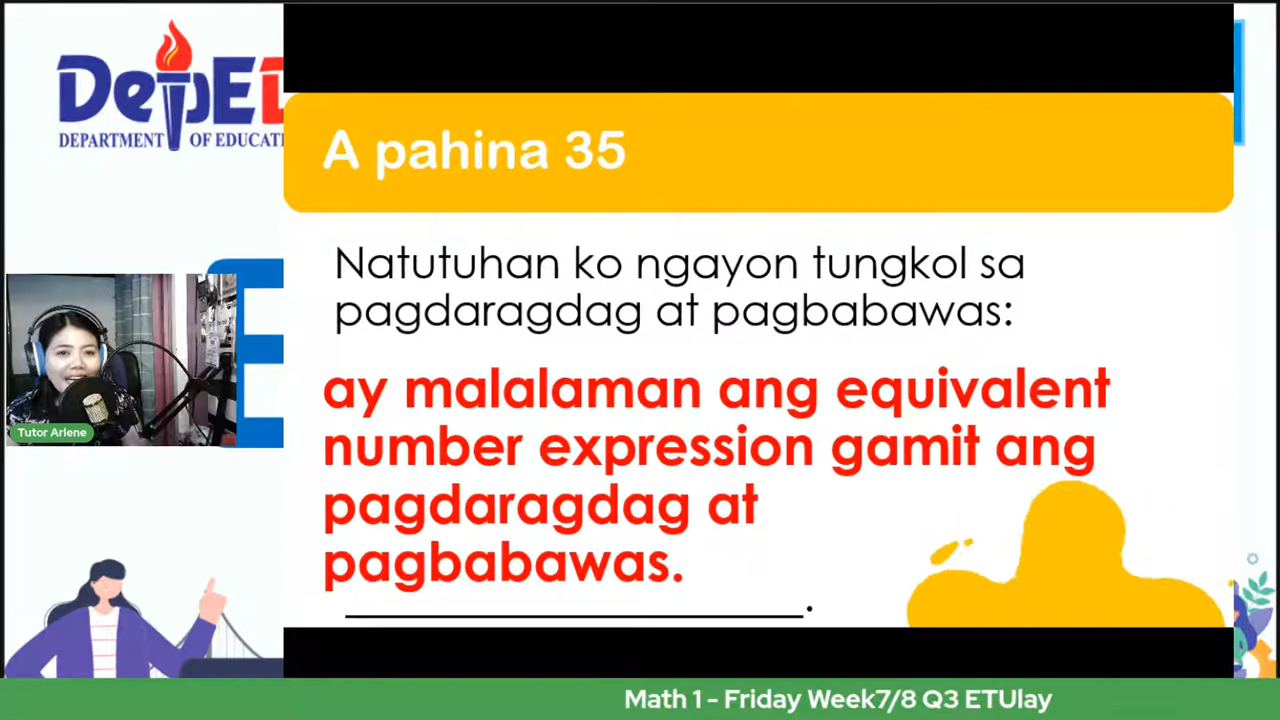 DepED
DEPARTMENT OF EDUCATI
A pahina 35
Natutuhan ko ngayon tungkol sa
pagdaragdag at pagbabawas:
ay malalaman ang equivalent
number expression gamit ang
pagdaragdag at
pagbabawas.
.
E
Tutor Arlene
Math 1 - Friday Week7/8 Q3 ETUlay